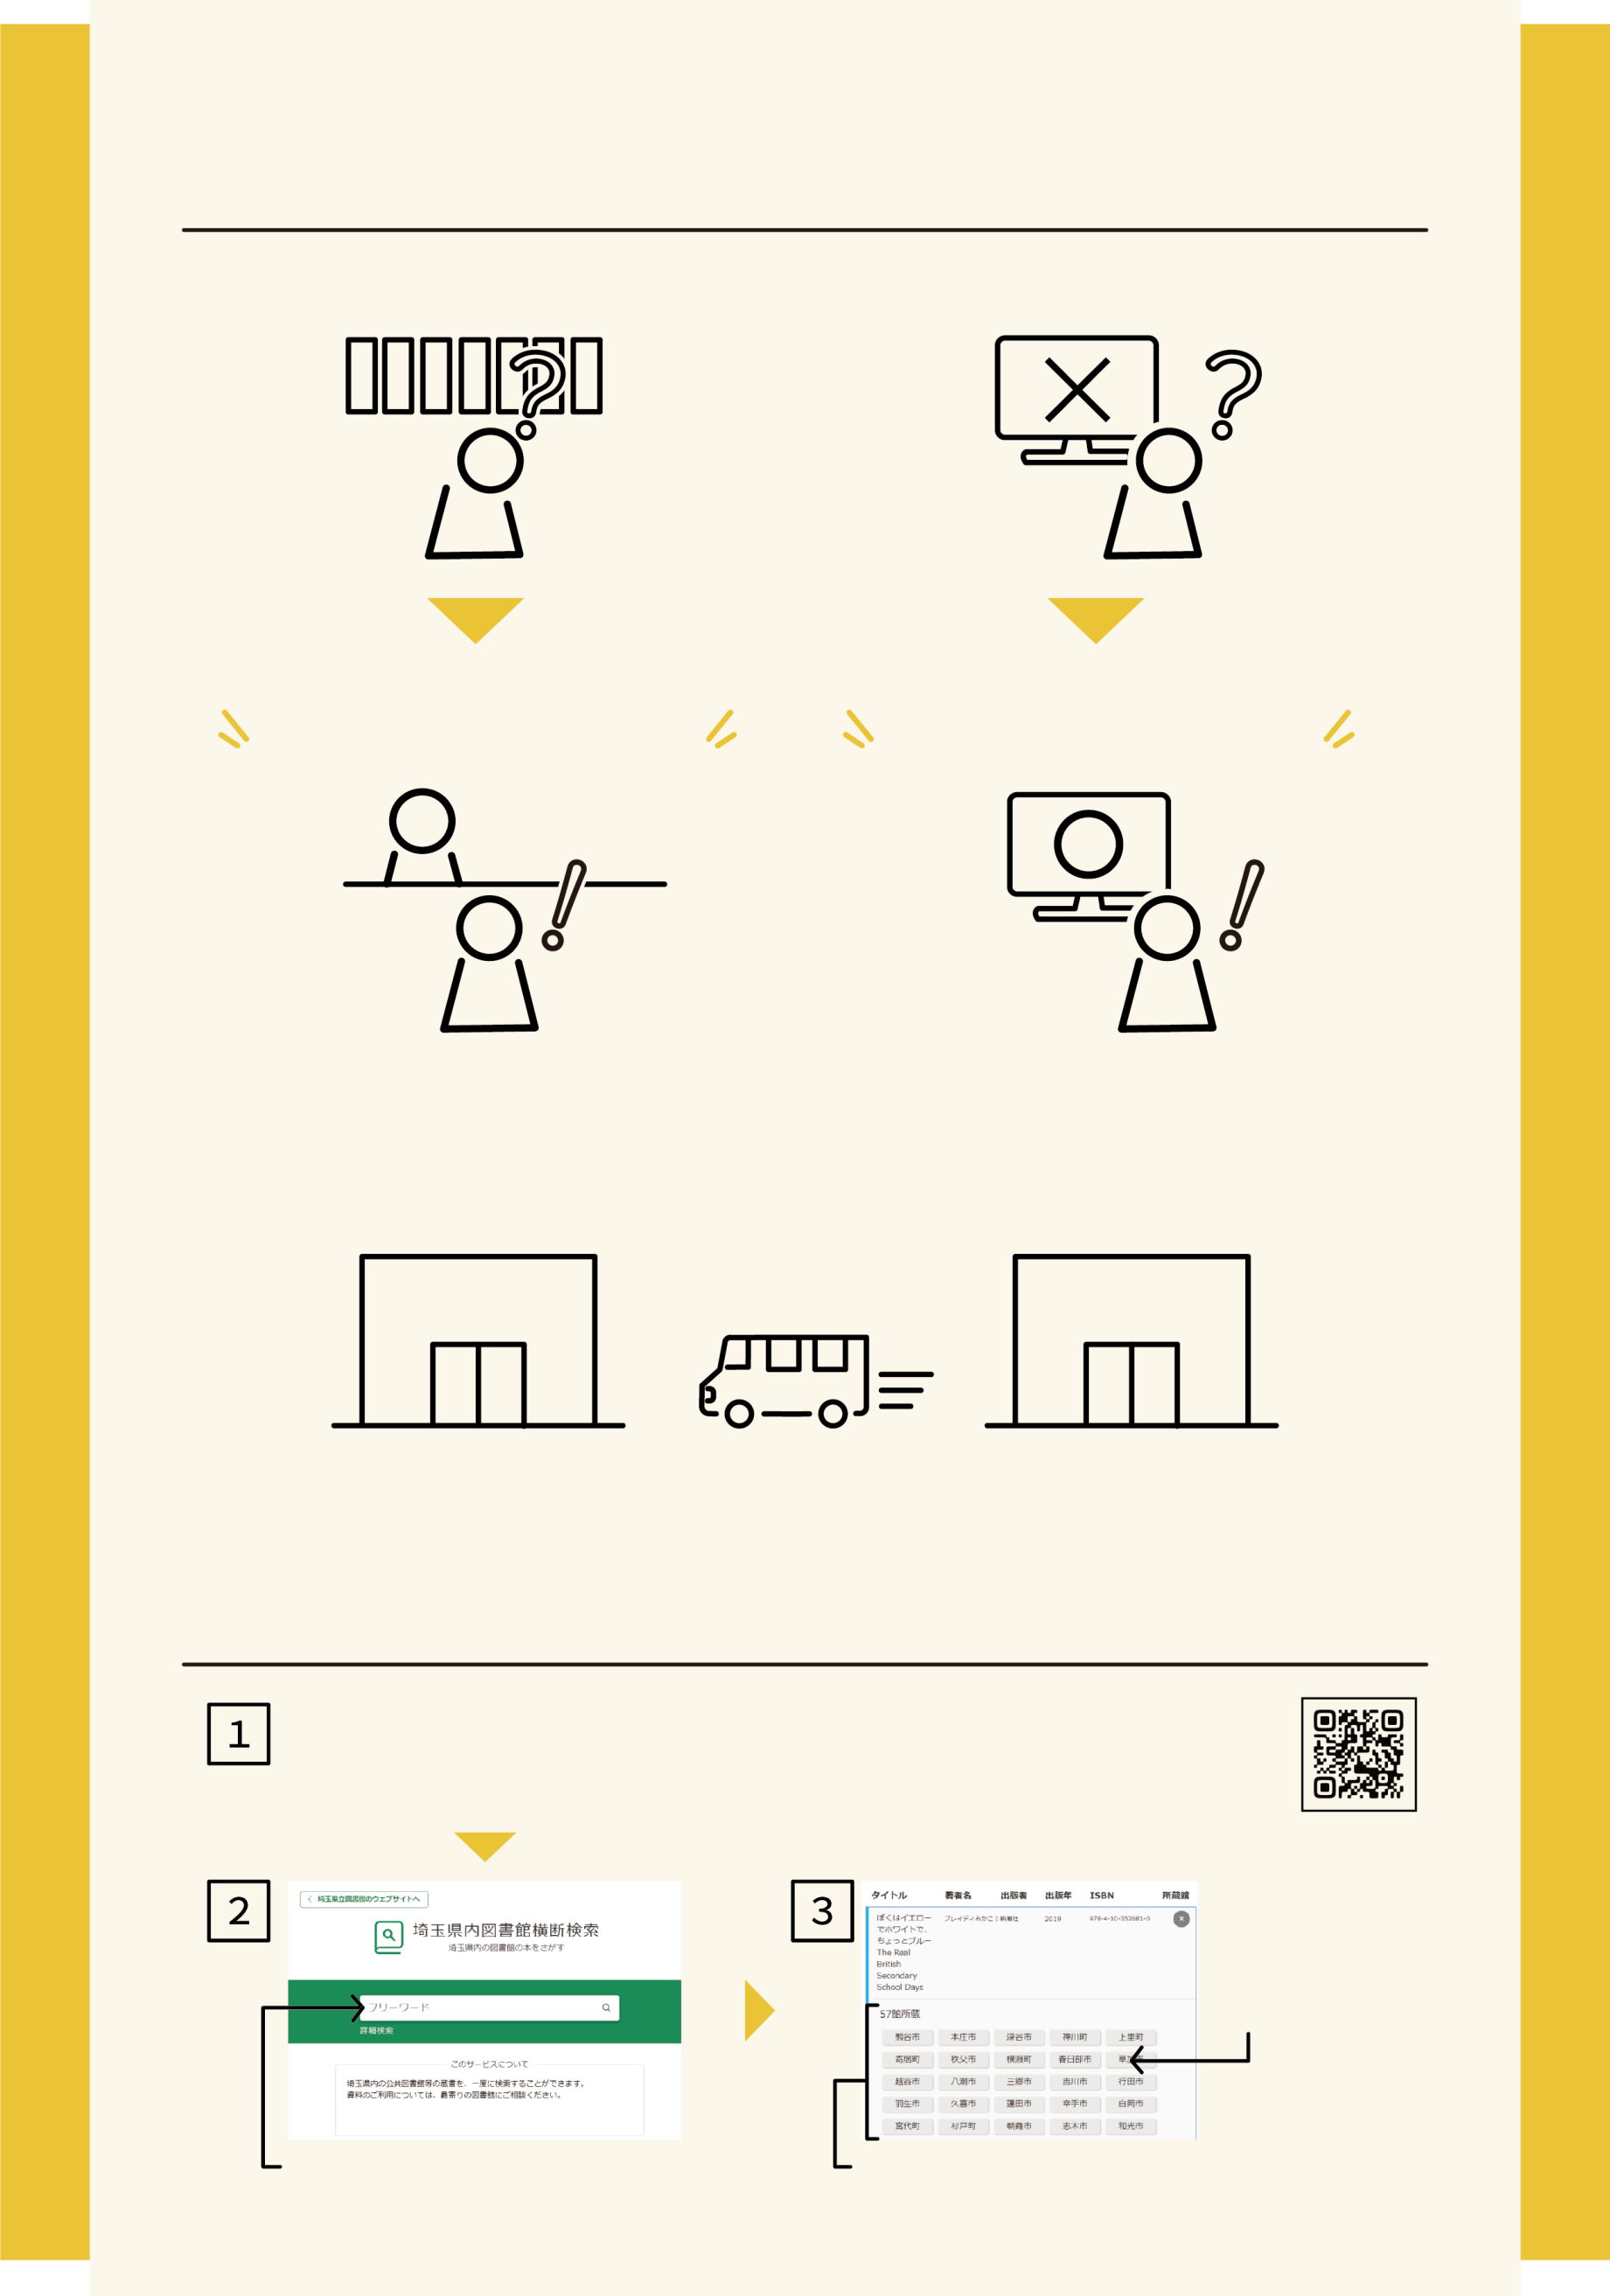 1
2
< 埼玉県立図書館のウェブサイトへ
埼玉県内図書館横断検索
埼玉県内の図書館の本をさがす
フリーワード
詳細検索
このサービスについて
埼玉県内の公共図書館等の蔵書を、一度に検索することができます。
資料のご利用については、最寄りの図書館にご相談ください。
3
タイトル 著者名 出版者 出版年 ISBN 所蔵館
ぼくはイエロー ブレイディみかこ || 新潮社 2019 978-4-10-352681-0
でホワイトで、
ちょっとブルー
The Real
British
Secondary
School Days
57館所蔵
熊谷市 本庄市 深谷市 神川町 上里町
寄居町 秩父市 横瀬町 春日部市
越谷市 八潮市 三郷市 吉川市 行田市
羽生市 久喜市 蓮田市 幸手市 白岡市
宮代町 杉戸町 朝霞市 志木市 和光市